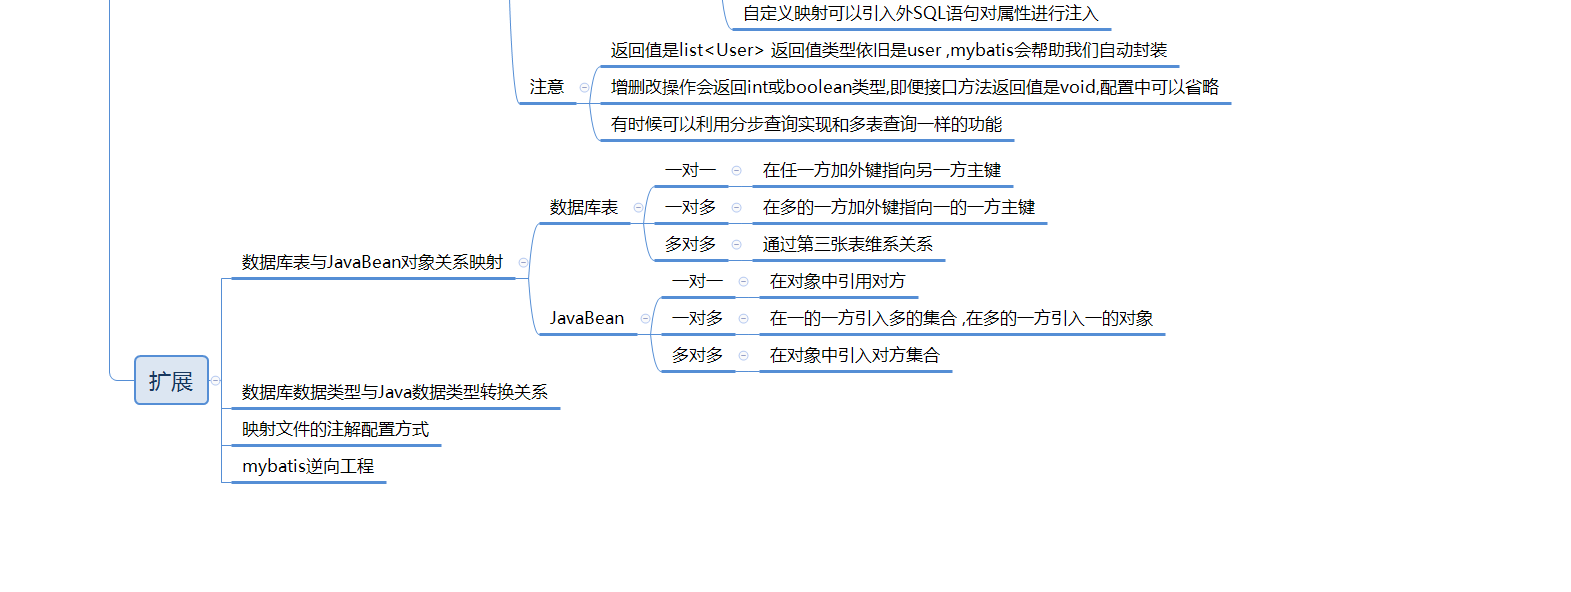 自定义映射可以引入外SQL语句对属性进行注入
注意
返回值是list<User> 返回值类型依旧是user ,mybatis会帮助我们自动封装
增删改操作会返回int或boolean类型,即便接口方法返回值是void,配置中可以省略
有时候可以利用分步查询实现和多表查询一样的功能
扩展
数据库表与JavaBean对象关系映射
数据库表
一对一
在任一方加外键指向另一方主键
一对多
在多的一方加外键指向一的一方主键
多对多
通过第三张表维系关系
JavaBean
一对一
在对象中引用对方
一对多
在一的一方引入多的集合 ,在多的一方引入一的对象
多对多
在对象中引入对方集合
数据库数据类型与Java数据类型转换关系
映射文件的注解配置方式
mybatis逆向工程